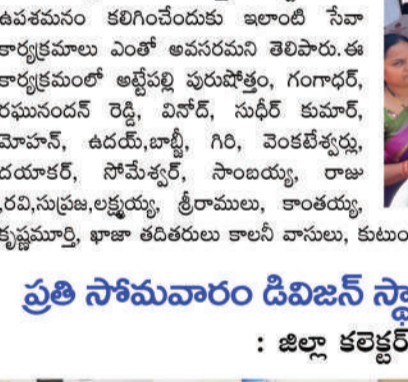 ఉపశమనం కలిగించేందుకు ఇలాంటి సేవా
కార్యక్రమాలు ఎంతో అవసరమని తెలిపారు.ఈ
కార్యక్రమంలో అట్టేపల్లి పురుషోత్తం, గంగాధర్,
రఘునందన్ రెడ్డి, వినోద్, సుధీర్ కుమార్,
మోహన్, ఉదయ్,బాబ్జీ, గిరి, వెంకటేశ్వర్లు,
దయాకర్, సోమేశ్వర్, సాంబయ్య, రాజు
,రవి,సుప్రజ,లక్ష్మయ్య, శ్రీరాములు, కాంతయ్య,
కృష్ణమూర్తి, ఖాజా తదితరులు కాలనీ వాసులు, కుటుం
ప్రతి సోమవారం డివిజన్ స్థా
: జిల్లా కలెక్టర్